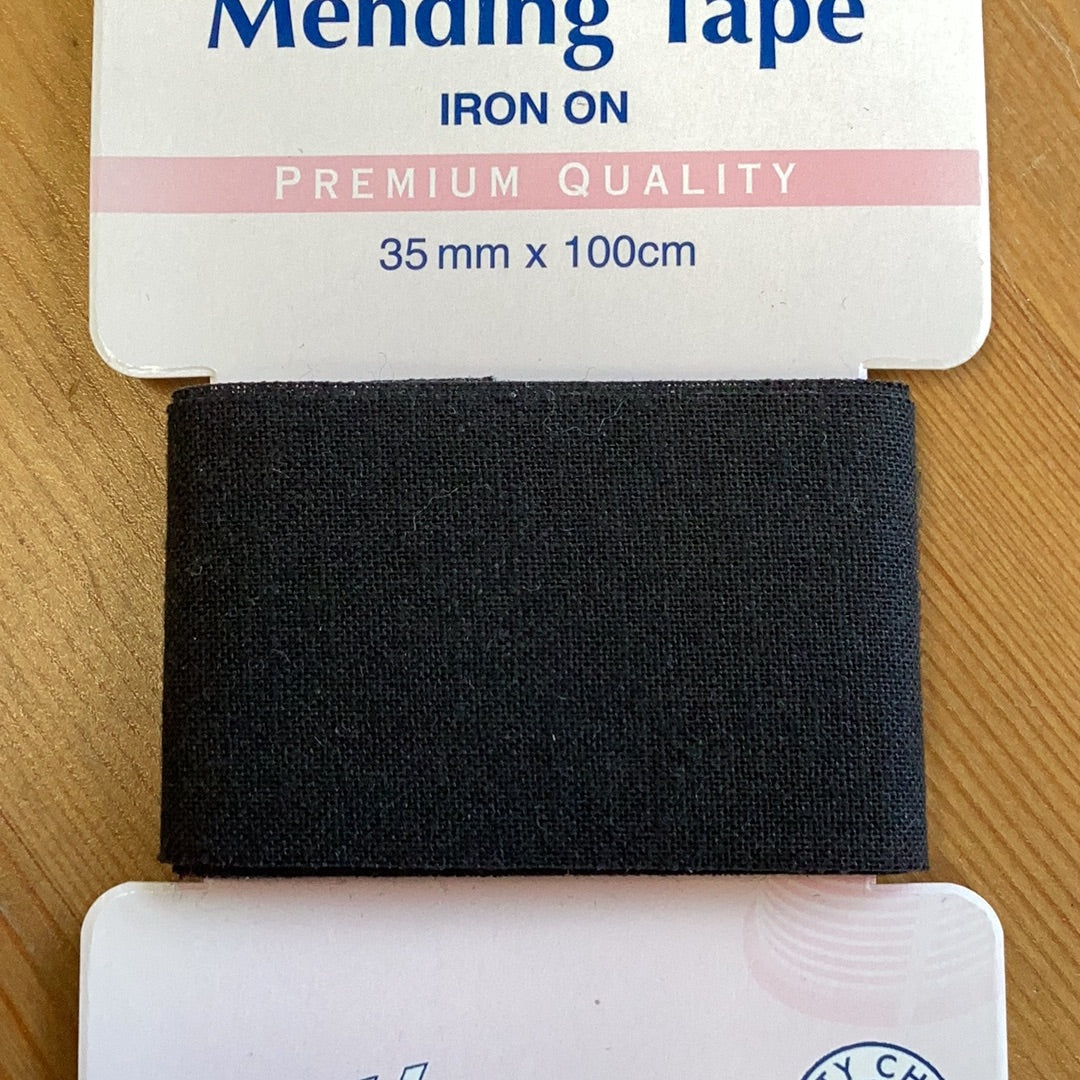 Mending Tape
IRON ON
PREMIUM QUALITY
35 mm x 100cm